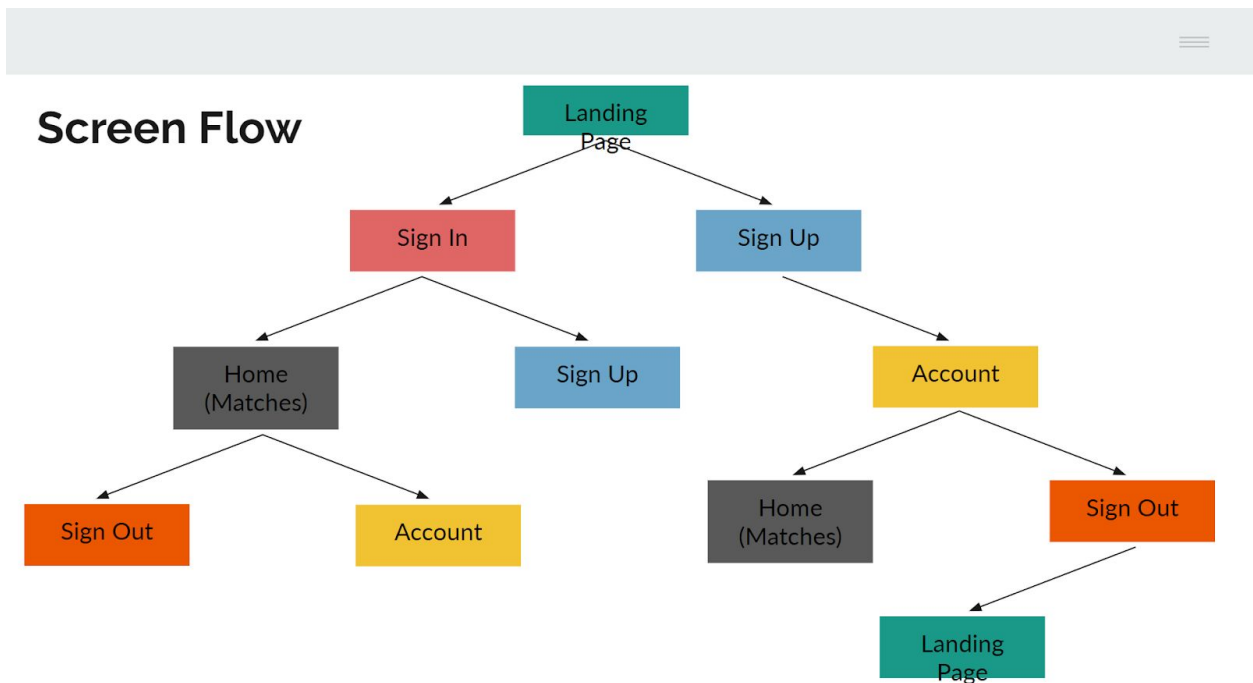 Screen Flow
Landing
Page
Sign In
Sign Up
Home
(Matches)
Sign Up
Account
Sign Out
Account
Home
(Matches)
Sign Out
Landing
Page